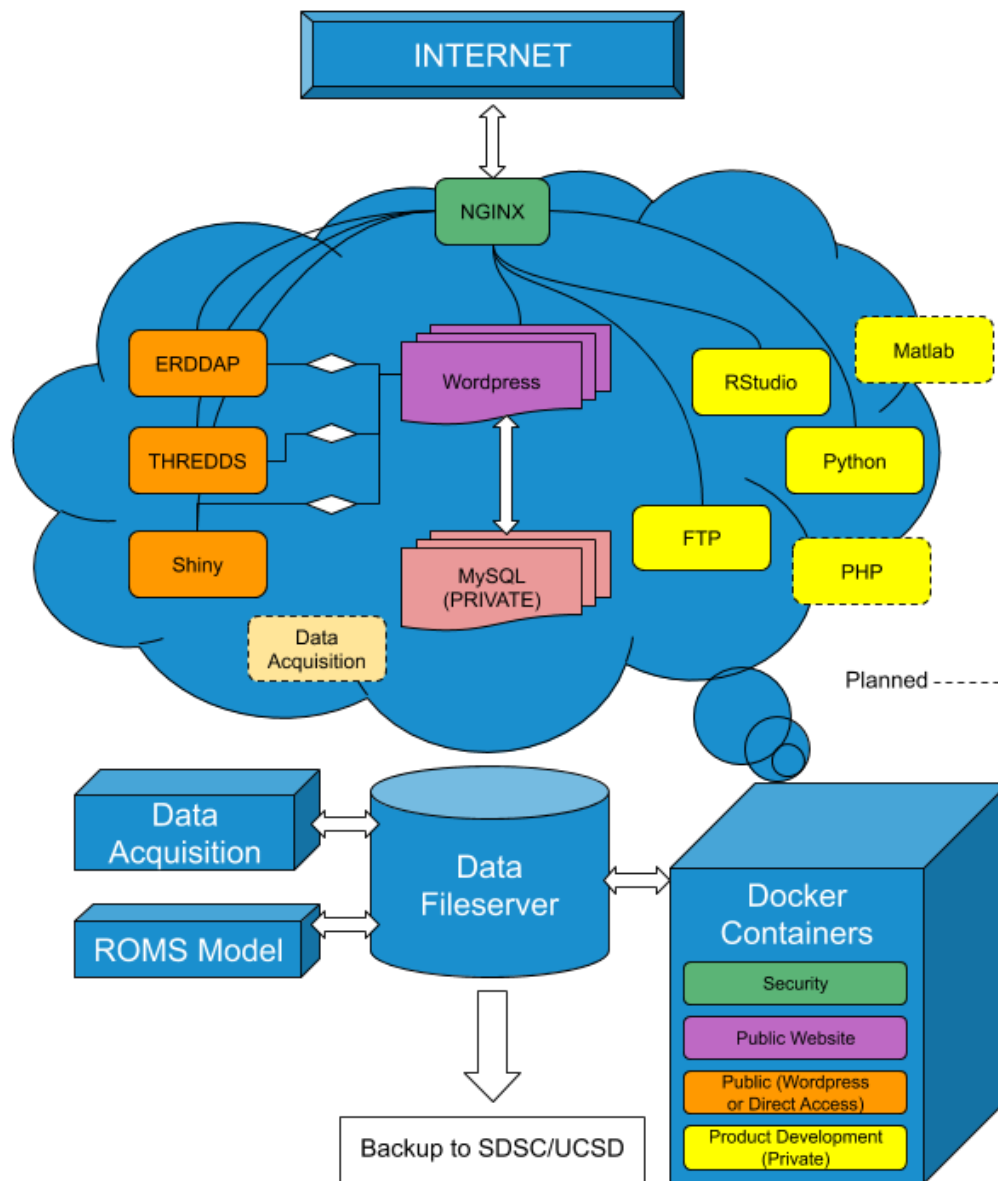 INTERNET
NGINX
ERDDAP
Wordpress
RStudio
Matlab
THREDDS
Python
Shiny
MySQL
(PRIVATE)
FTP
PHP
Data
Acquisition
Planned
Data
Acquisition
ROMS Model
Data
Fileserver
Docker
Containers
Security
Public Website
Public (Wordpress
or Direct Access)
Product Development
(Private)
Backup to SDSC/UCSD